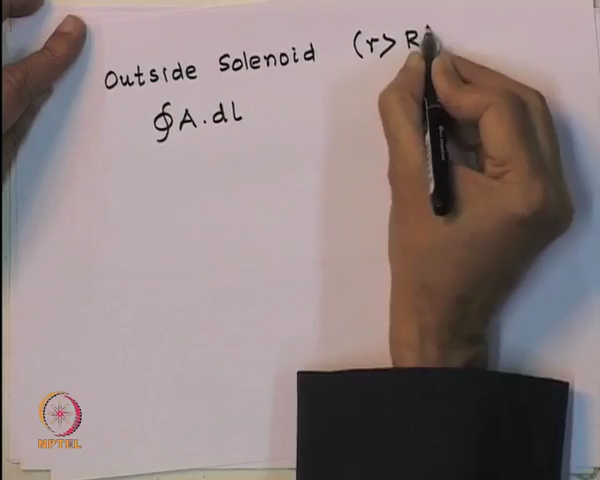 Outside Solenoid (r> R
∮A.dl
NPTEL